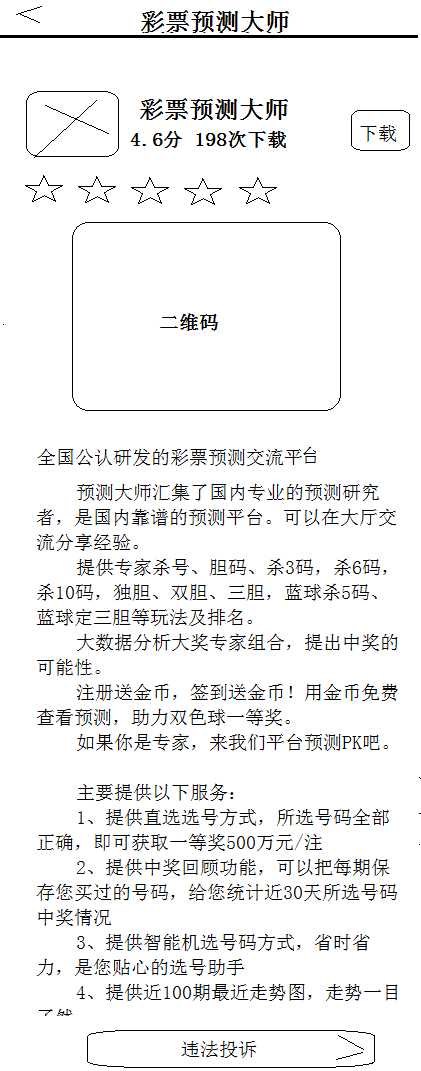 彩票预测大师
彩票预测大师
4.6分 198次下载
下载
二维码
全国公认研发的彩票预测交流平台
预测大师汇集了国内专业的预测研究
者，是国内靠谱的预测平台。可以在大厅交
流分享经验。
提供专家杀号、胆码、杀3码，杀6码，
杀10码，独胆、双胆、三胆，蓝球杀5码、
蓝球定三胆等玩法及排名。
大数据分析大奖专家组合，提出中奖的
可能性。
注册送金币，签到送金币！用金币免费
查看预测，助力双色球一等奖。
如果你是专家，来我们平台预测PK吧。
主要提供以下服务：
1、提供直选选号方式，所选号码全部
正确，即可获取一等奖500万元/注
2、提供中奖回顾功能，可以把每期保
存您买过的号码，给您统计近30天所选号码
中奖情况
3、提供智能机选号码方式，省时省
力，是您贴心的选号助手
4、提供近100期最近走势图，走势一目
了然
违法投诉